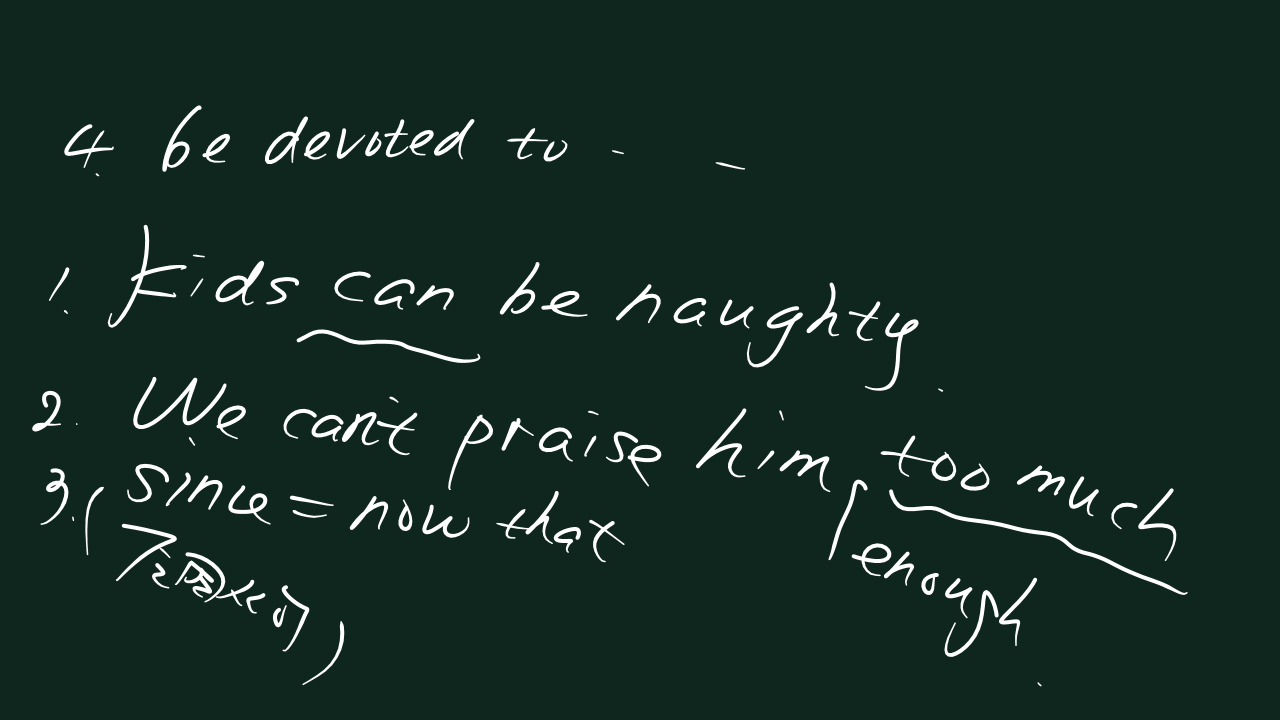 4. be devoted to - -
1. Kids can be naughty.
2. We can't praise him too much
enough.
3. (since = now that
)